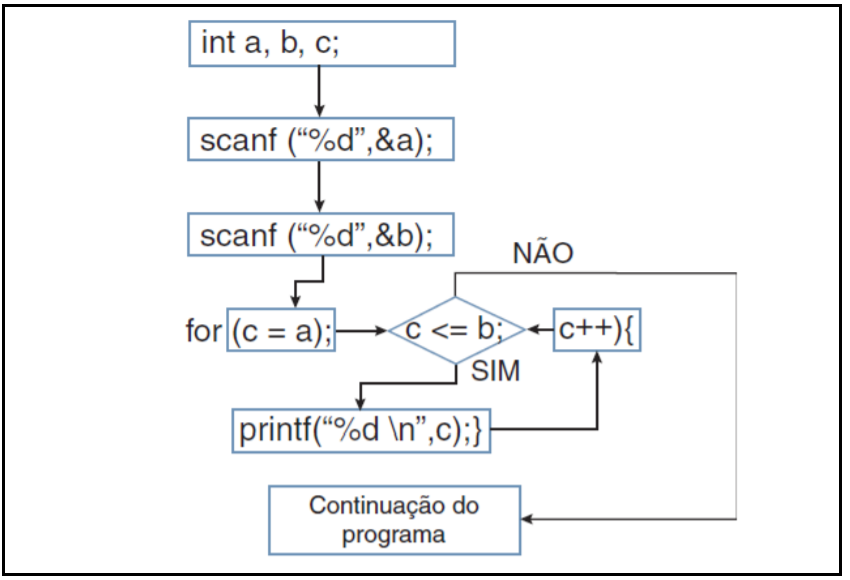 int a, b, c;
scanf (“%d”,&a);
scanf (“%d”,&b);
NÃO
for (c = a); c <= b; c++){
SIM
printf(“%d \n”,c);}
Continuação do
programa